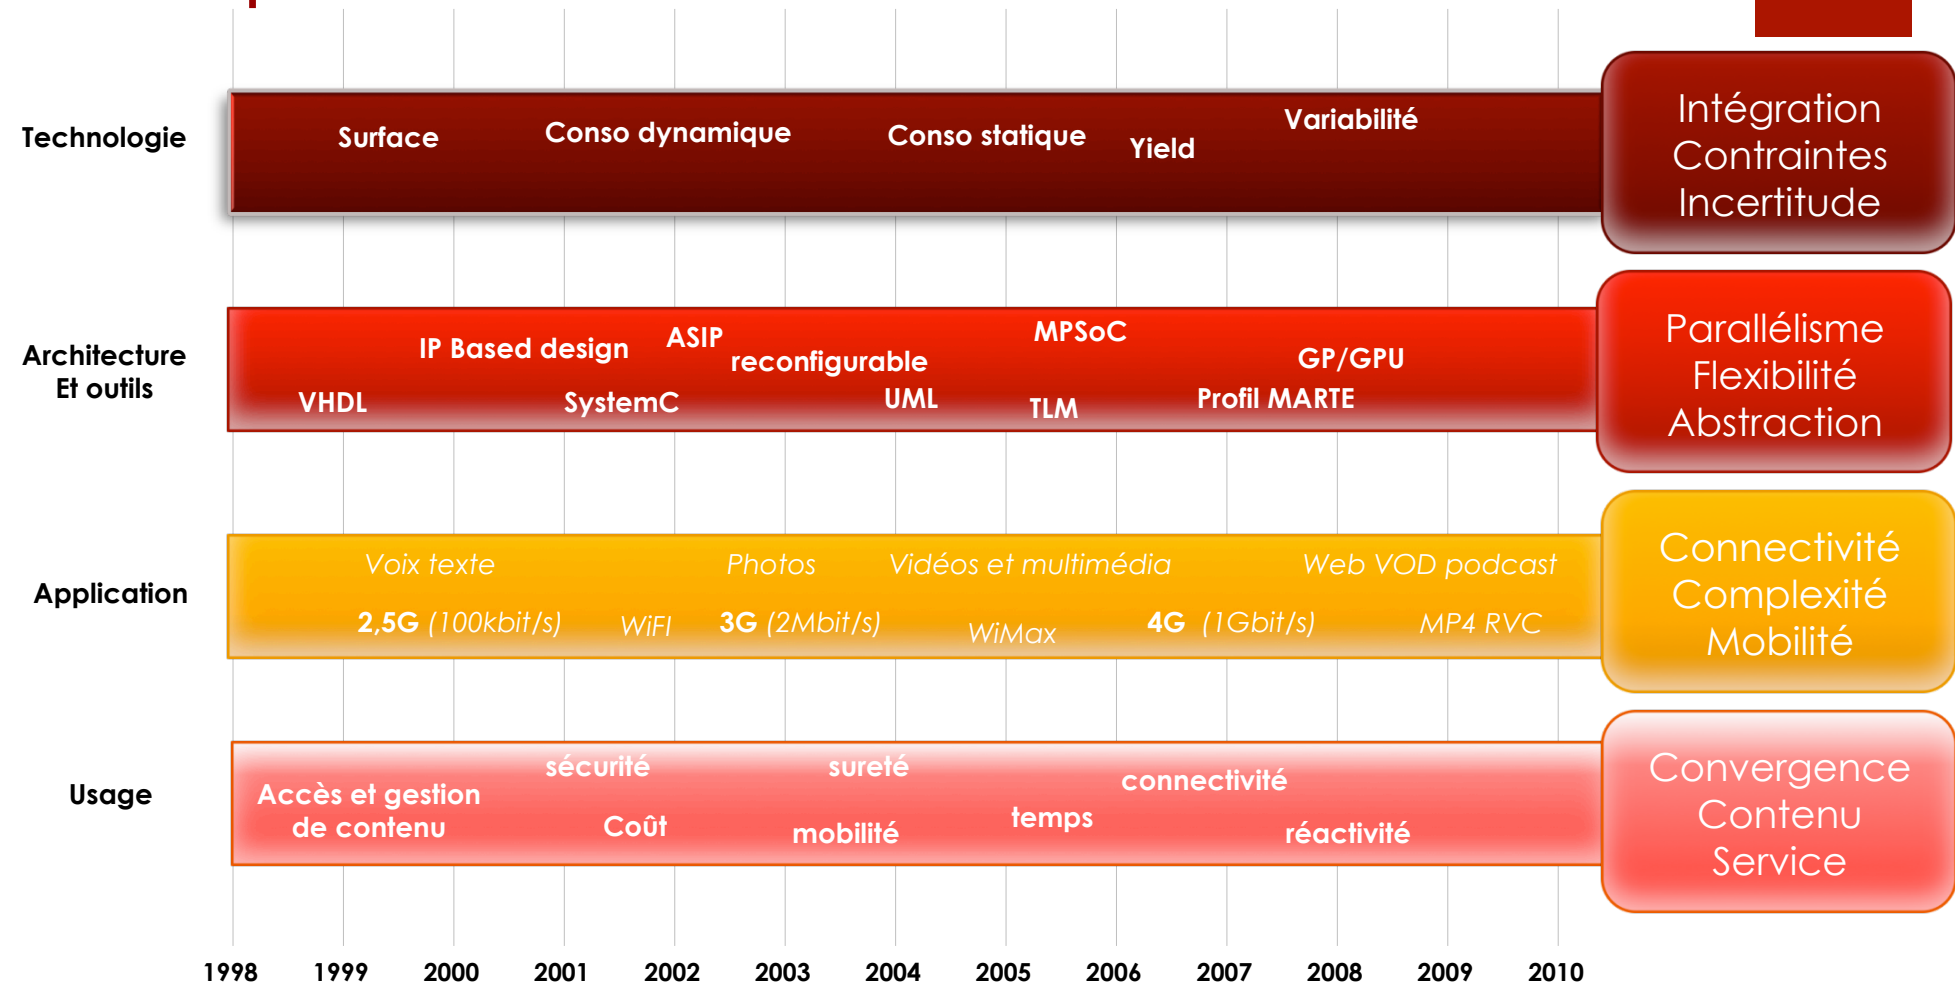 Technologie
Surface
Conso dynamique
Conso statique
Yield
Variabilité
Intégration
Contraintes
Incertitude
Architecture
Et outils
VHDL
IP Based design
SystemC
ASIP
reconfigurable
UML
MPSoC
TLM
Profil MARTE
GP/GPU
Parallélisme
Flexibilité
Abstraction
Application
Voix texte
Photos
Vidéos et multimédia
Web VOD podcast
2,5G (100kbit/s)
WiFI
3G (2Mbit/s)
WiMax
4G (1Gbit/s)
MP4 RVC
Connectivité
Complexité
Mobilité
Usage
Accès et gestion
de contenu
sécurité
Coût
sureté
mobilité
temps
connectivité
réactivité
Convergence
Contenu
Service
1998 1999 2000 2001 2002 2003 2004 2005 2006 2007 2008 2009 2010